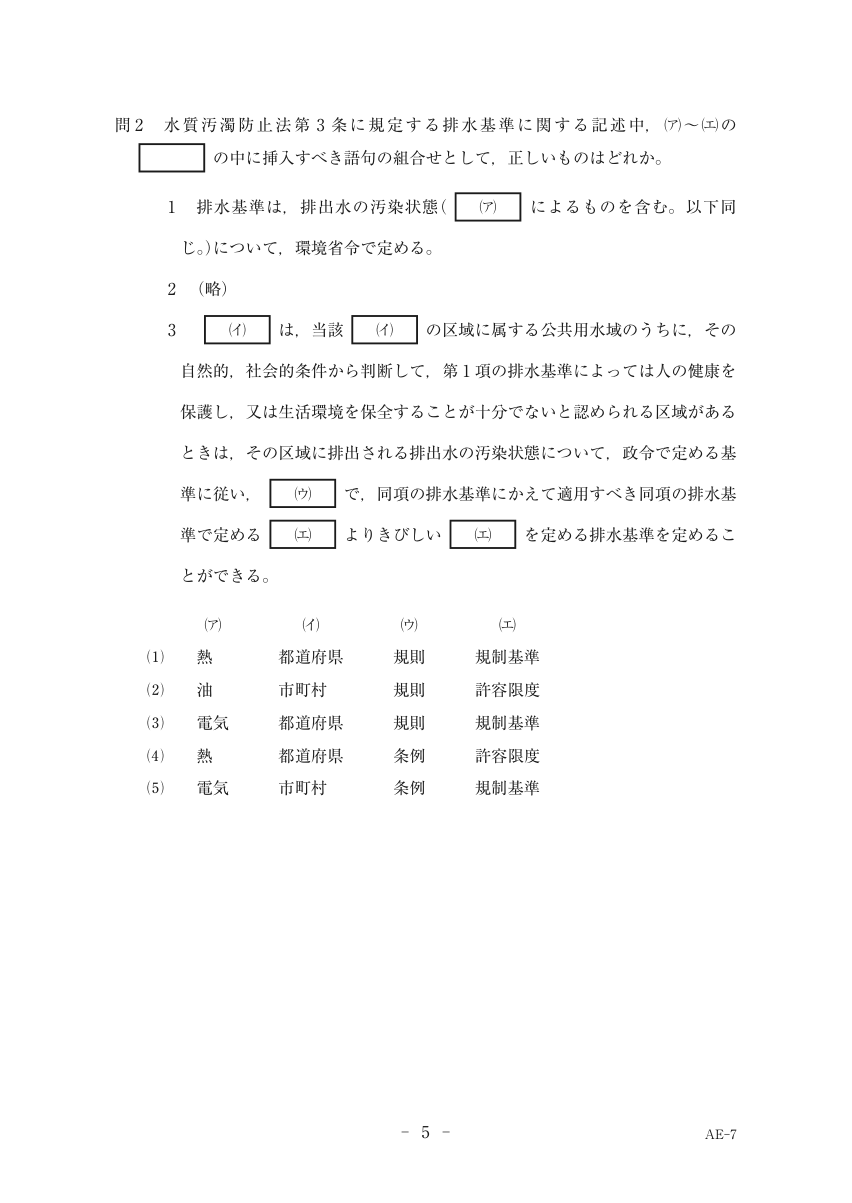 問2 水質汚濁防止法第3条に規定する排水基準に関する記述中，㋐～㋓の
の中に挿入すべき語句の組合せとして，正しいものはどれか。
1 排水基準は，排出水の汚染状態( (ア) によるものを含む。以下同
じ。)について，環境省令で定める。
2 （略）
3 (イ) は，当該 (イ) の区域に属する公共用水域のうちに，その
自然的，社会的条件から判断して，第1項の排水基準によっては人の健康を
保護し，又は生活環境を保全することが十分でないと認められる区域がある
ときは，その区域に排出される排出水の汚染状態について，政令で定める基
準に従い， (ウ) で，同項の排水基準にかえて適用すべき同項の排水基
準で定める (エ) よりきびしい (エ) を定める排水基準を定めるこ
とができる。
(ア) (イ) (ウ) (エ)
(1) 熱 都道府県 規則 規制基準
(2) 油 市町村 規則 許容限度
(3) 電気 都道府県 規則 規制基準
(4) 熱 都道府県 条例 許容限度
(5) 電気 市町村 条例 規制基準
- 5 -
AE-7